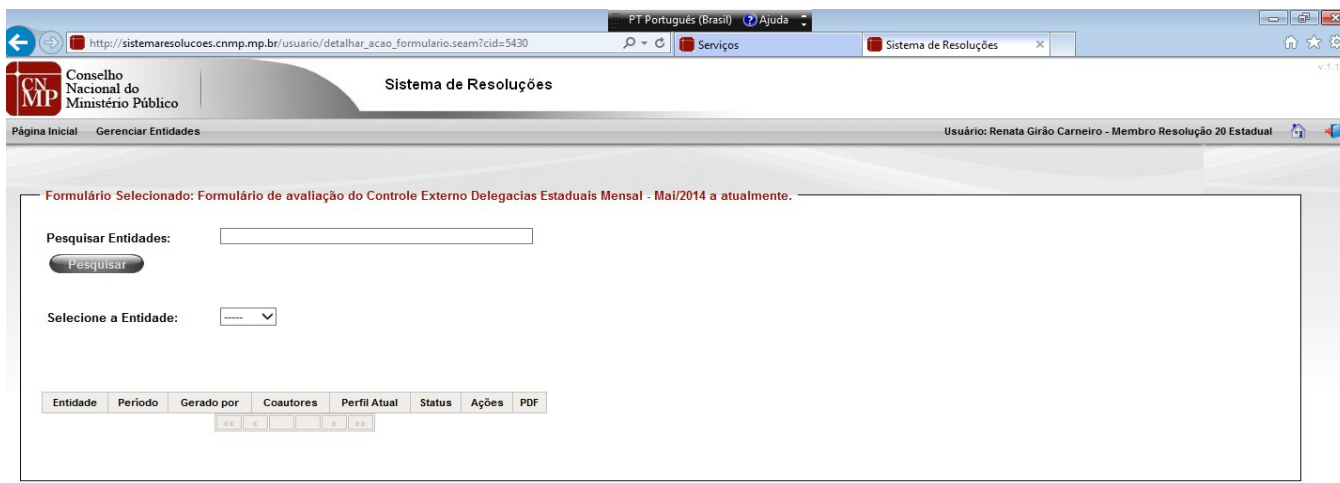 PT Português (Brasil) Ajuda
http://sistemaresolucoes.cnmp.mp.br/usuario/detalhar_acao_formulario.seam?cid=5430 Serviços Sistema de Resoluções
CNMP Conselho Nacional do Ministério Público
Sistema de Resoluções
v.1.1
Página Inicial Gerenciar Entidades Usuário: Renata Girão Carneiro - Membro Resolução 20 Estadual
Formulário Selecionado: Formulário de avaliação do Controle Externo Delegacias Estaduais Mensal - Mai/2014 a atualmente.
Pesquisar Entidades:
Pesquisar
Selecione a Entidade: -----
Entidade Período Gerado por Coautores Perfil Atual Status Ações PDF
«« « » »»